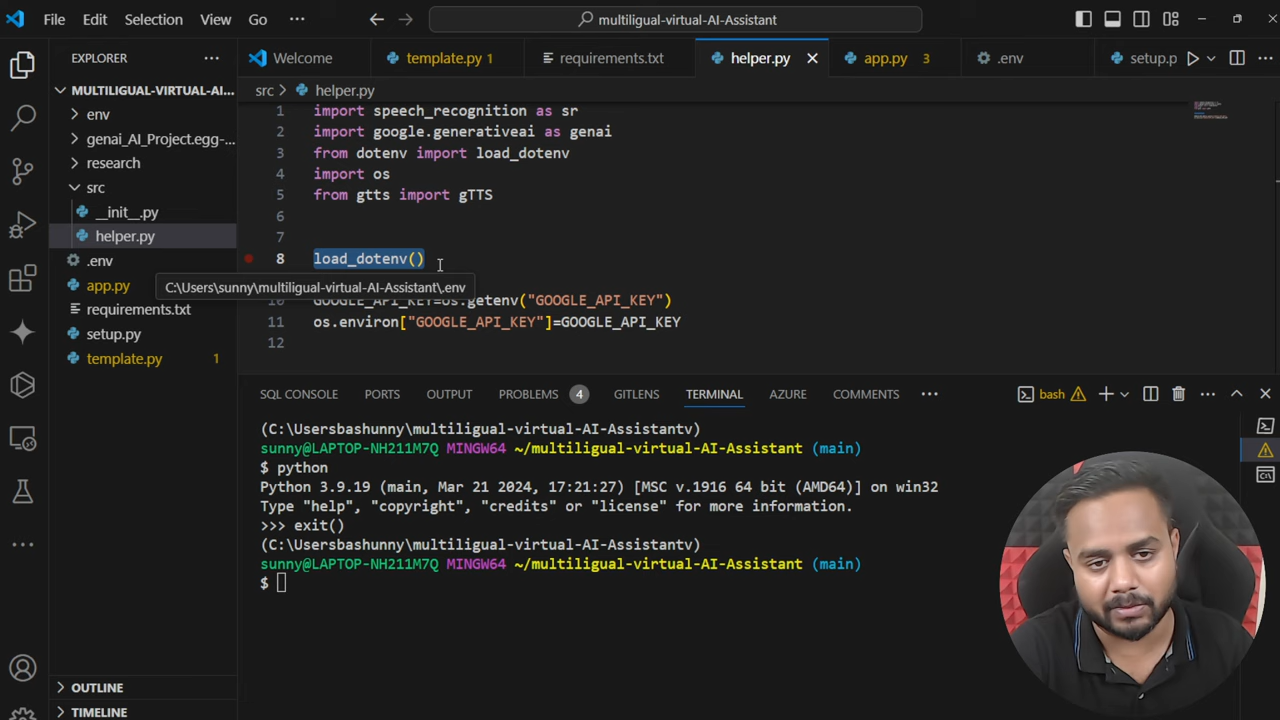 File Edit Selection View Go ··· multiligual-virtual-AI-Assistant
EXPLORER ···
Welcome template.py 1 requirements.txt helper.py app.py 3 .env setup.p ···
MULTILIGUAL-VIRTUAL-AI-...
src > helper.py
env
genai_AI_Project.egg-...
research
src
__init__.py
helper.py
.env
app.py
requirements.txt
setup.py
template.py 1
1 import speech_recognition as sr
2 import google.generativeai as genai
3 from dotenv import load_dotenv
4 import os
5 from gtts import gTTS
6
7
8 load_dotenv()
C:\Users\sunny\multiligual-virtual-AI-Assistant\.env
10 GOOGLE_API_KEY=os.getenv("GOOGLE_API_KEY")
11 os.environ["GOOGLE_API_KEY"]=GOOGLE_API_KEY
12
SQL CONSOLE PORTS OUTPUT PROBLEMS 4 GITLENS TERMINAL AZURE COMMENTS ··· bash ···
(C:\Usersbashunny\multiligual-virtual-AI-Assistantv)
sunny@LAPTOP-NH211M7Q MINGW64 ~/multiligual-virtual-AI-Assistant (main)
$ python
Python 3.9.19 (main, Mar 21 2024, 17:21:27) [MSC v.1916 64 bit (AMD64)] on win32
Type "help", "copyright", "credits" or "license" for more information.
>>> exit()
(C:\Usersbashunny\multiligual-virtual-AI-Assistantv)
sunny@LAPTOP-NH211M7Q MINGW64 ~/multiligual-virtual-AI-Assistant (main)
$
OUTLINE
TIMELINE